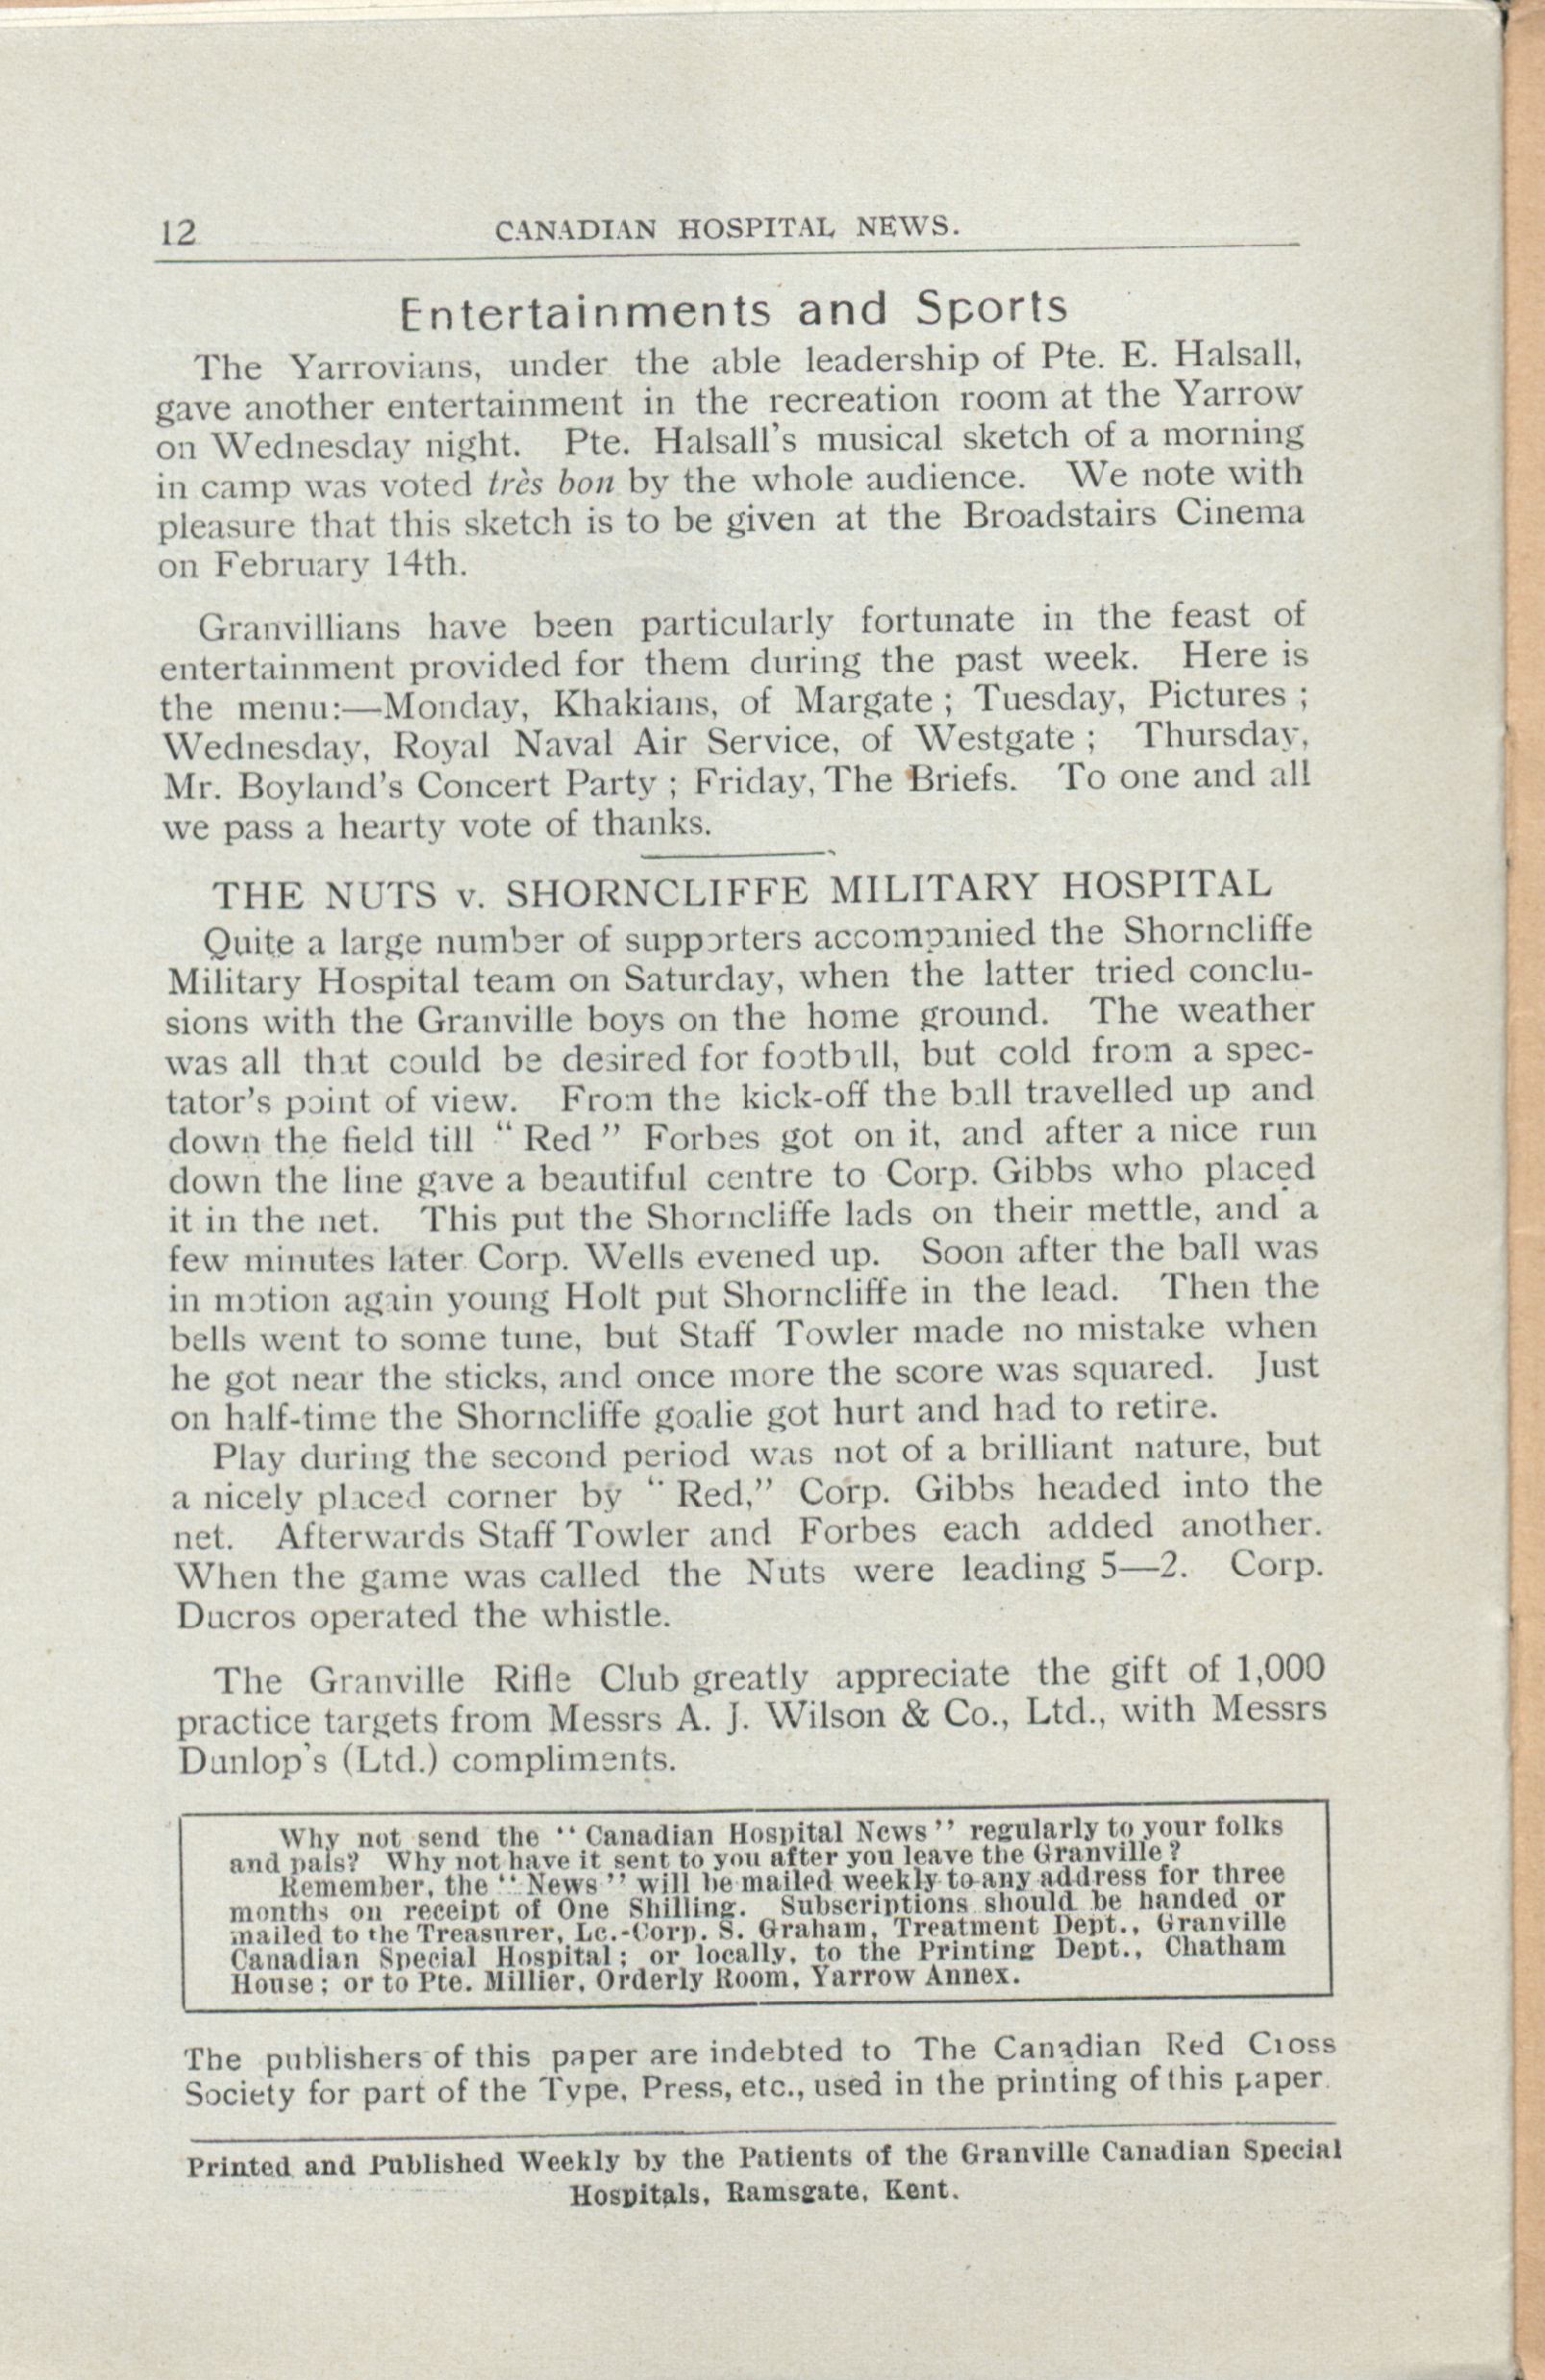 12
CANADIAN HOSPITAL NEWS.
Entertainments and Sports
The Yarrovians, under the able leadership of Pte. E. Halsall,
gave another entertainment in the recreation room at the Yarrow
on Wednesday night. Pte. Halsall's musical sketch of a morning
in camp was voted très bon by the whole audience. We note with
pleasure that this sketch is to be given at the Broadstairs Cinema
on February 14th.
Granvillians have been particularly fortunate in the feast of
entertainment provided for them during the past week. Here is
the menu:—Monday, Khakians, of Margate ; Tuesday, Pictures ;
Wednesday, Royal Naval Air Service, of Westgate ; Thursday,
Mr. Boyland's Concert Party ; Friday, The Briefs. To one and all
we pass a hearty vote of thanks.
THE NUTS v. SHORNCLIFFE MILITARY HOSPITAL
Quite a large number of supporters accompanied the Shorncliffe
Military Hospital team on Saturday, when the latter tried conclu-
sions with the Granville boys on the home ground. The weather
was all that could be desired for football, but cold from a spec-
tator's point of view. From the kick-off the ball travelled up and
down the field till "Red" Forbes got on it, and after a nice run
down the line gave a beautiful centre to Corp. Gibbs who placed
it in the net. This put the Shorncliffe lads on their mettle, and a
few minutes later Corp. Wells evened up. Soon after the ball was
in motion again young Holt put Shorncliffe in the lead. Then the
bells went to some tune, but Staff Towler made no mistake when
he got near the sticks, and once more the score was squared. Just
on half-time the Shorncliffe goalie got hurt and had to retire.
Play during the second period was not of a brilliant nature, but
a nicely placed corner by "Red," Corp. Gibbs headed into the
net. Afterwards Staff Towler and Forbes each added another.
When the game was called the Nuts were leading 5—2. Corp.
Ducros operated the whistle.
The Granville Rifle Club greatly appreciate the gift of 1,000
practice targets from Messrs A. J. Wilson & Co., Ltd., with Messrs
Dunlop's (Ltd.) compliments.
Why not send the "Canadian Hospital News" regularly to your folks
and pals? Why not have it sent to you after you leave the Granville?
Remember, the "News" will be mailed weekly to any address for three
months on receipt of One Shilling. Subscriptions should be handed or
mailed to the Treasurer, Lc.-Corp. S. Graham, Treatment Dept., Granville
Canadian Special Hospital; or locally, to the Printing Dept., Chatham
House; or to Pte. Millier, Orderly Room, Yarrow Annex.
The publishers of this paper are indebted to The Canadian Red Cross
Society for part of the Type, Press, etc., used in the printing of this paper.
Printed and Published Weekly by the Patients of the Granville Canadian Special
Hospitals, Ramsgate, Kent.